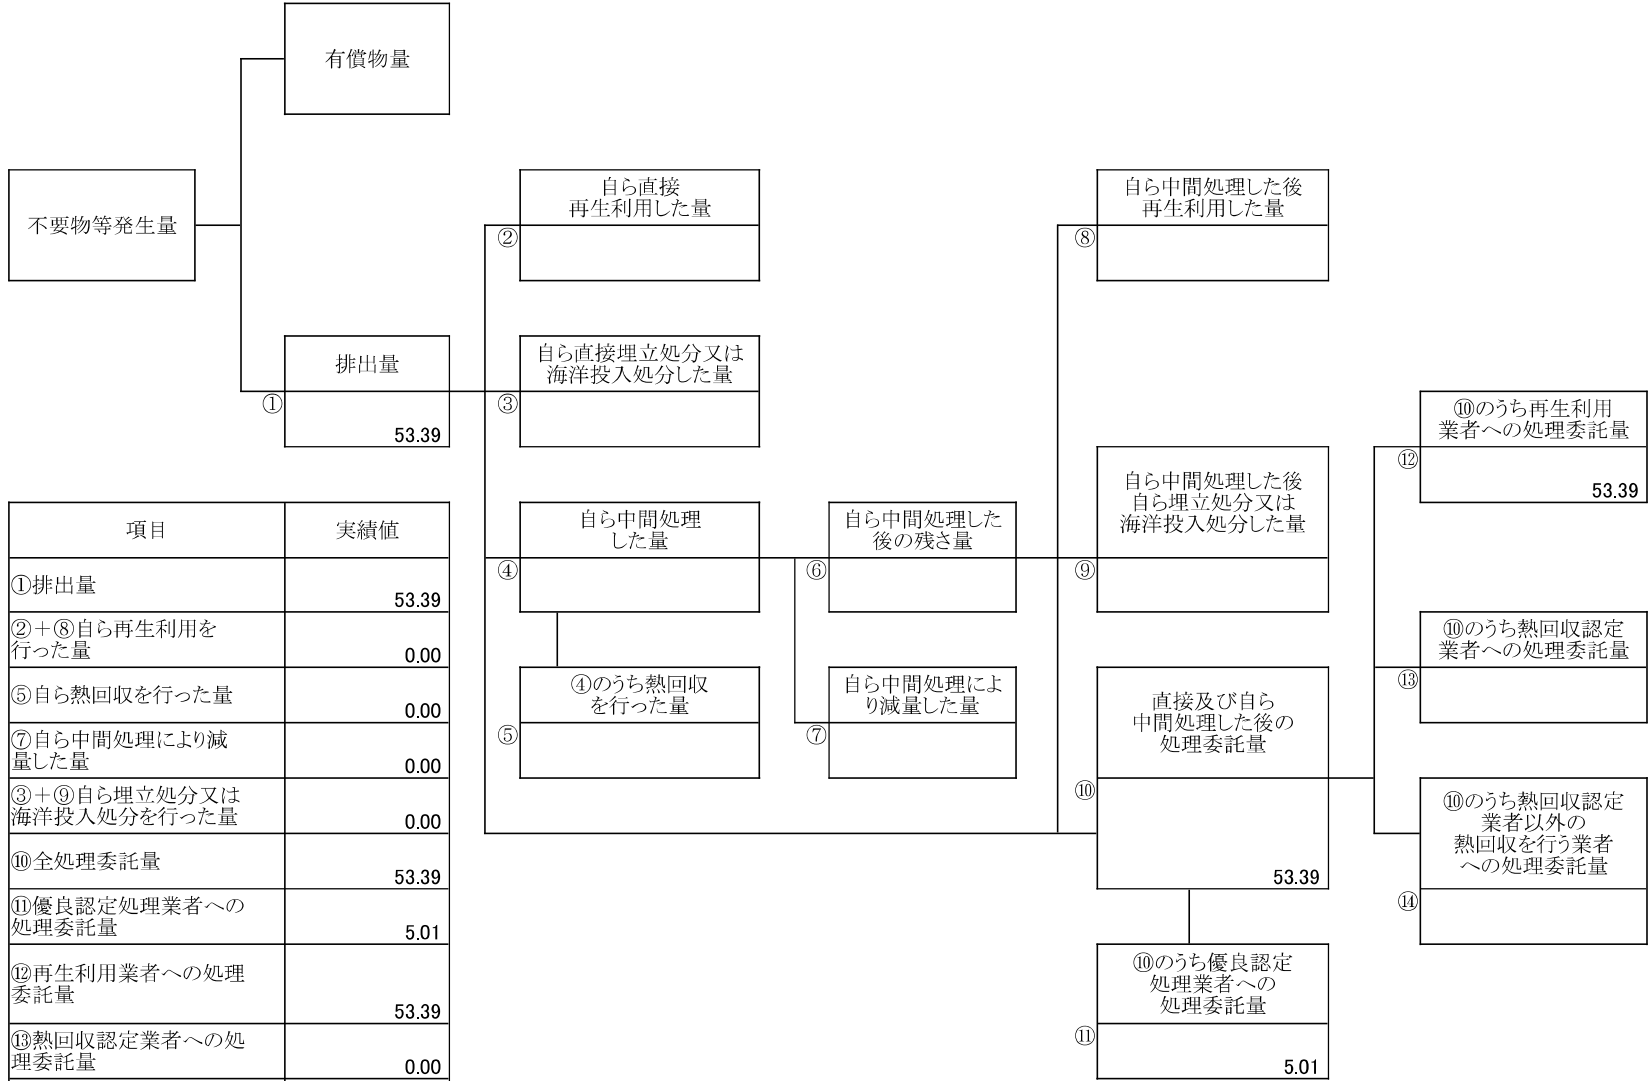 有償物量
不要物等発生量
自ら直接
再生利用した量
②
自ら中間処理した後
再生利用した量
⑧
排出量
①
53.39
自ら直接埋立処分又は
海洋投入処分した量
③
⑩のうち再生利用
業者への処理委託量
⑫
53.39
自ら中間処理
した量
④
自ら中間処理した
後の残さ量
⑥
自ら中間処理した後
自ら埋立処分又は
海洋投入処分した量
⑨
⑩のうち熱回収認定
業者への処理委託量
⑬
④のうち熱回収
を行った量
⑤
自ら中間処理によ
り減量した量
⑦
直接及び自ら
中間処理した後の
処理委託量
⑩
53.39
⑩のうち熱回収認定
業者以外の
熱回収を行う業者
への処理委託量
⑭
⑩のうち優良認定
処理業者への
処理委託量
⑪
5.01
項目 実績値
①排出量
53.39
②＋⑧自ら再生利用を
行った量
0.00
⑤自ら熱回収を行った量
0.00
⑦自ら中間処理により減
量した量
0.00
③＋⑨自ら埋立処分又は
海洋投入処分を行った量
0.00
⑩全処理委託量
53.39
⑪優良認定処理業者への
処理委託量
5.01
⑫再生利用業者への処理
委託量
53.39
⑬熱回収認定業者への処
理委託量
0.00